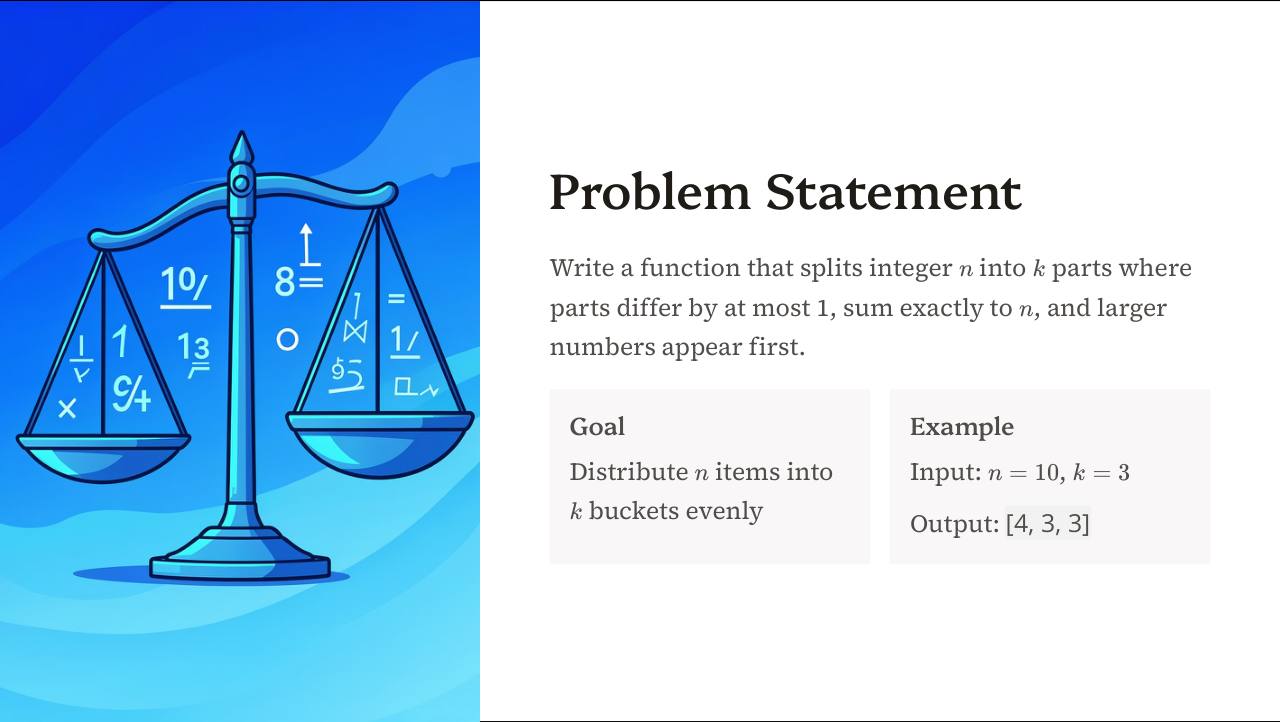 Problem Statement
Write a function that splits integer n into k parts where
parts differ by at most 1, sum exactly to n, and larger
numbers appear first.
Goal
Distribute n items into
k buckets evenly
Example
Input: n = 10, k = 3
Output: [4, 3, 3]